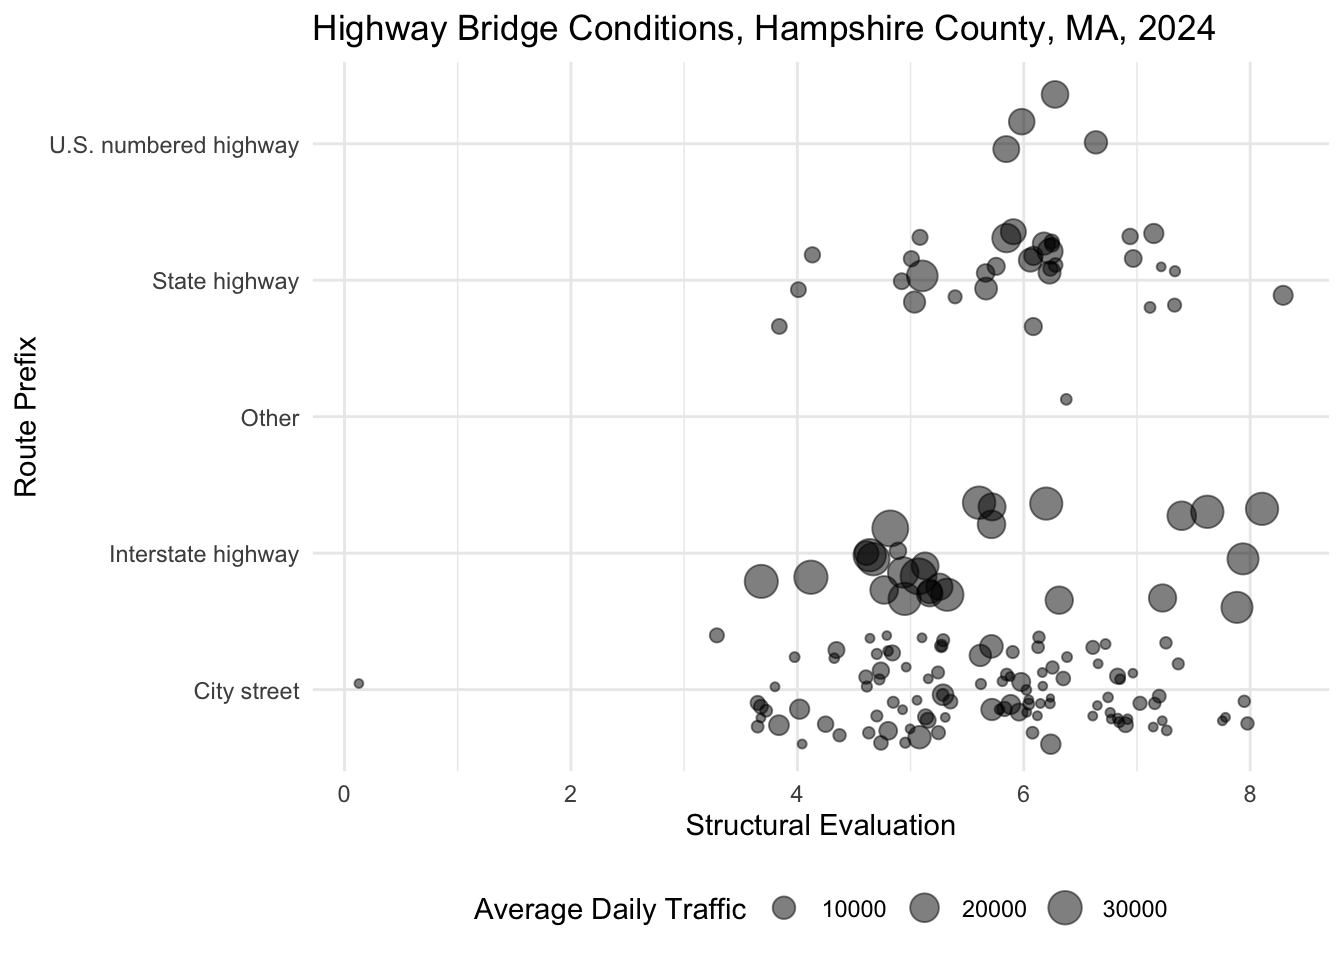 Highway Bridge Conditions, Hampshire County, MA, 2024
Route Prefix
U.S. numbered highway
State highway
Other
Interstate highway
City street
0 2 4 6 8
Structural Evaluation
Average Daily Traffic 10000 20000 30000